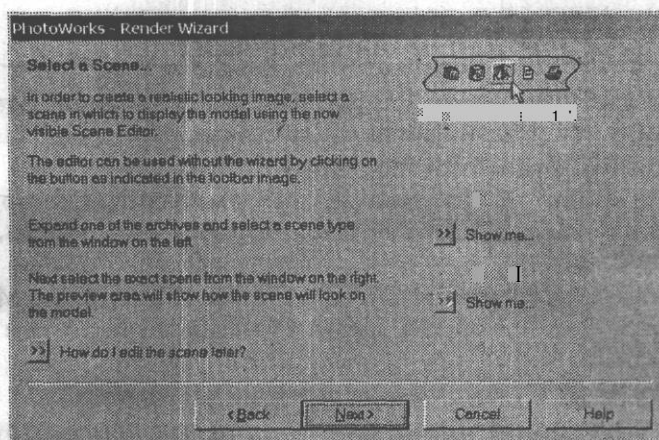 PhotoWorks - Render Wizard
Select a Scene...
In order to create a realistic looking image, select a
scene in which to display the model using the now
visible Scene Editor.
The editor can be used without the wizard by clicking on
the button as indicated in the toolbar image.
Expand one of the archives and select a scene type
from the window on the left.
>> Show me...
Next select the exact scene from the window on the right.
The preview area will show how the scene will look on
the model.
>> Show me...
>> How do I edit the scene later?
<Back
Next>
Cancel
Help